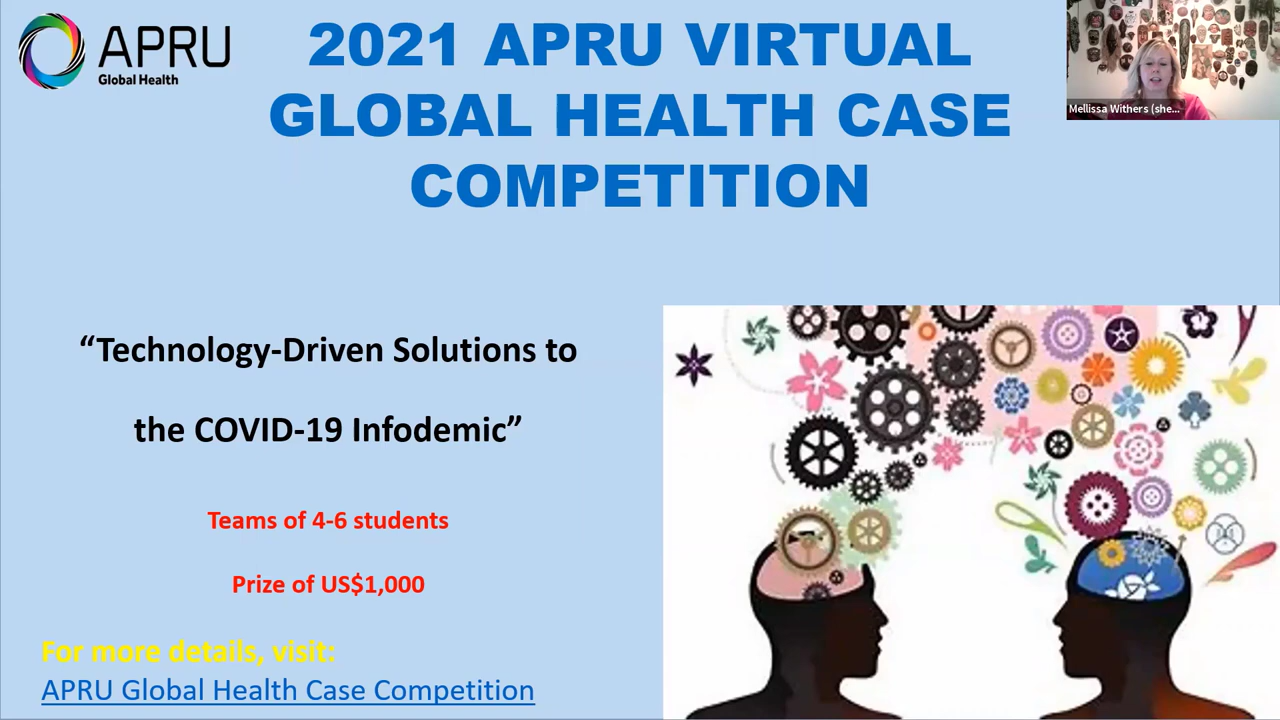 APRU
Global Health
2021 APRU VIRTUAL
GLOBAL HEALTH CASE
COMPETITION
Mellissa Withers (she...
“Technology-Driven Solutions to
the COVID-19 Infodemic”
Teams of 4-6 students
Prize of US$1,000
For more details, visit:
APRU Global Health Case Competition